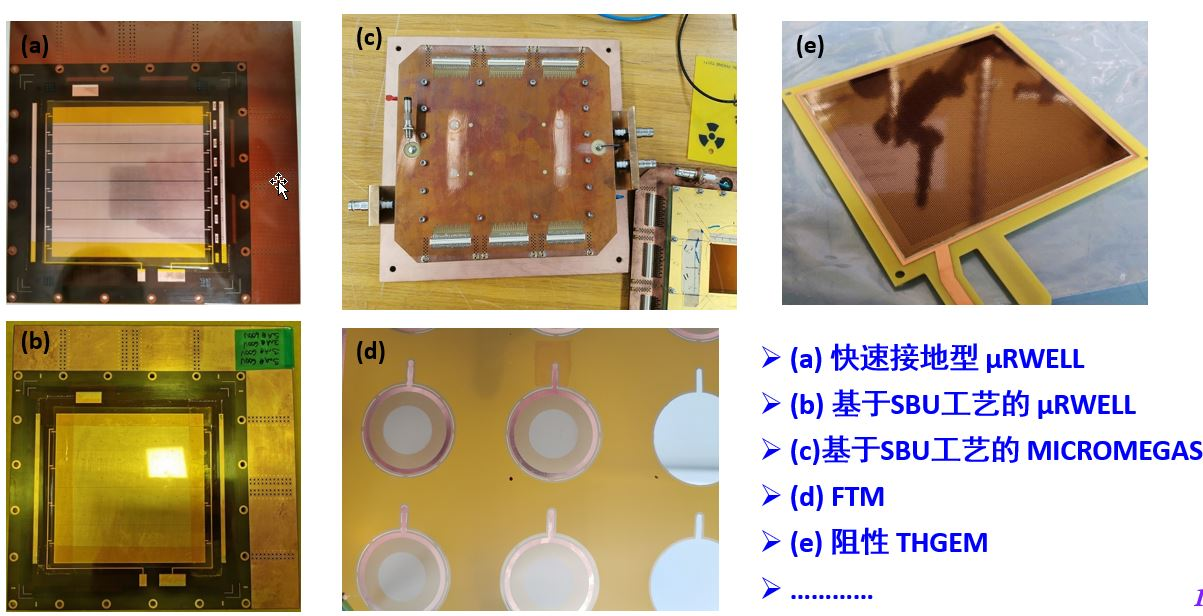 (a)
(c)
(e)
(b)
(d)
➢ (a) 快速接地型 μRWELL
➢ (b) 基于SBU工艺的 μRWELL
➢ (c)基于SBU工艺的 MICROMEGAS
➢ (d) FTM
➢ (e) 阻性 THGEM
➢ …………